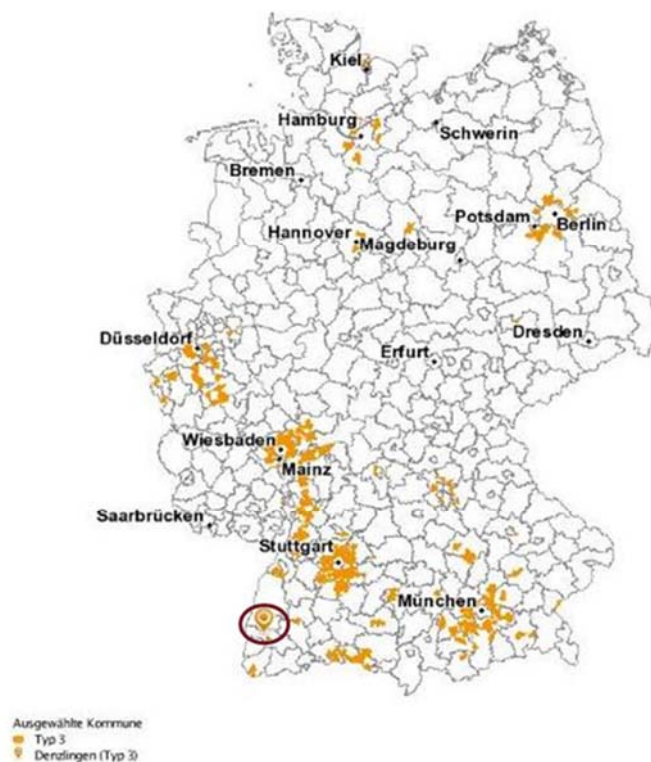 Kiel
Hamburg
Schwerin
Bremen
Potsdam
Berlin
Hannover
Magdeburg
Düsseldorf
Dresden
Erfurt
Wiesbaden
Mainz
Saarbrücken
Stuttgart
München
Ausgewählte Kommune
Typ 3
Denzlingen (Typ 3)